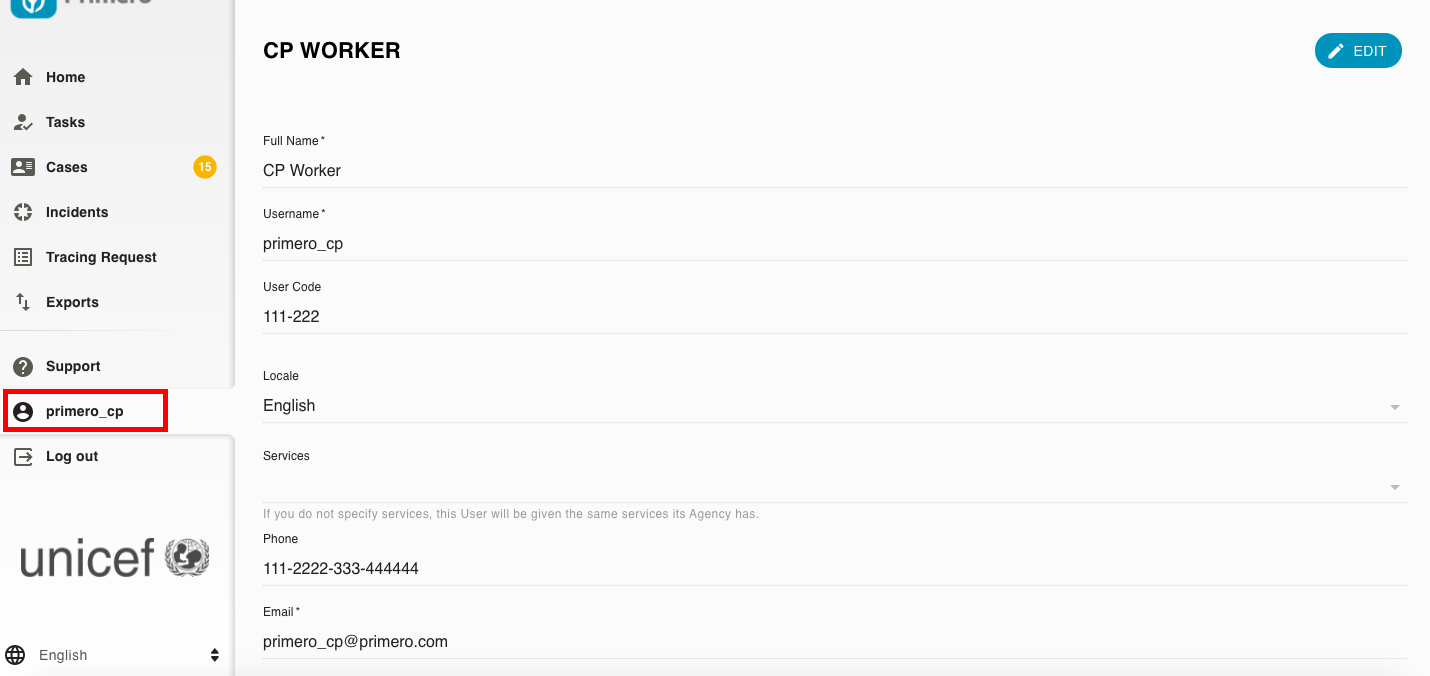 Primero
Home
Tasks
Cases 15
Incidents
Tracing Request
Exports
Support
primero_cp
Log out
unicef
English
CP WORKER
EDIT
Full Name*
CP Worker
Username*
primero_cp
User Code
111-222
Locale
English
Services
If you do not specify services, this User will be given the same services its Agency has.
Phone
111-2222-333-444444
Email*
primero_cp@primero.com